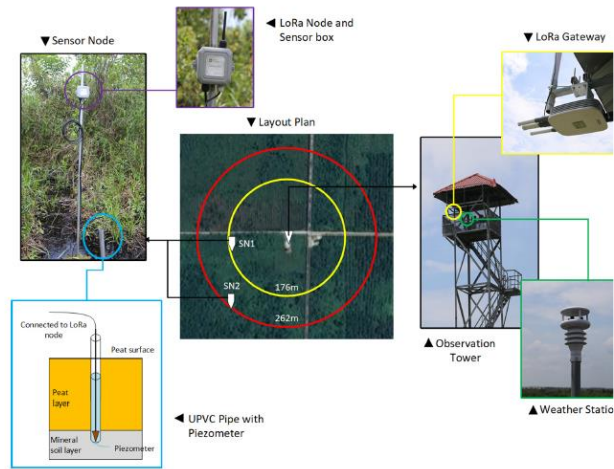 ▼ Sensor Node
◀ LoRa Node and
Sensor box
▼ LoRa Gateway
▼ Layout Plan
SN1
SN2
176m
262m
Connected to LoRa
node
Peat surface
Peat
layer
Mineral
soil layer
Piezometer
◀ UPVC Pipe with
Piezometer
▲ Observation
Tower
▲ Weather Statio